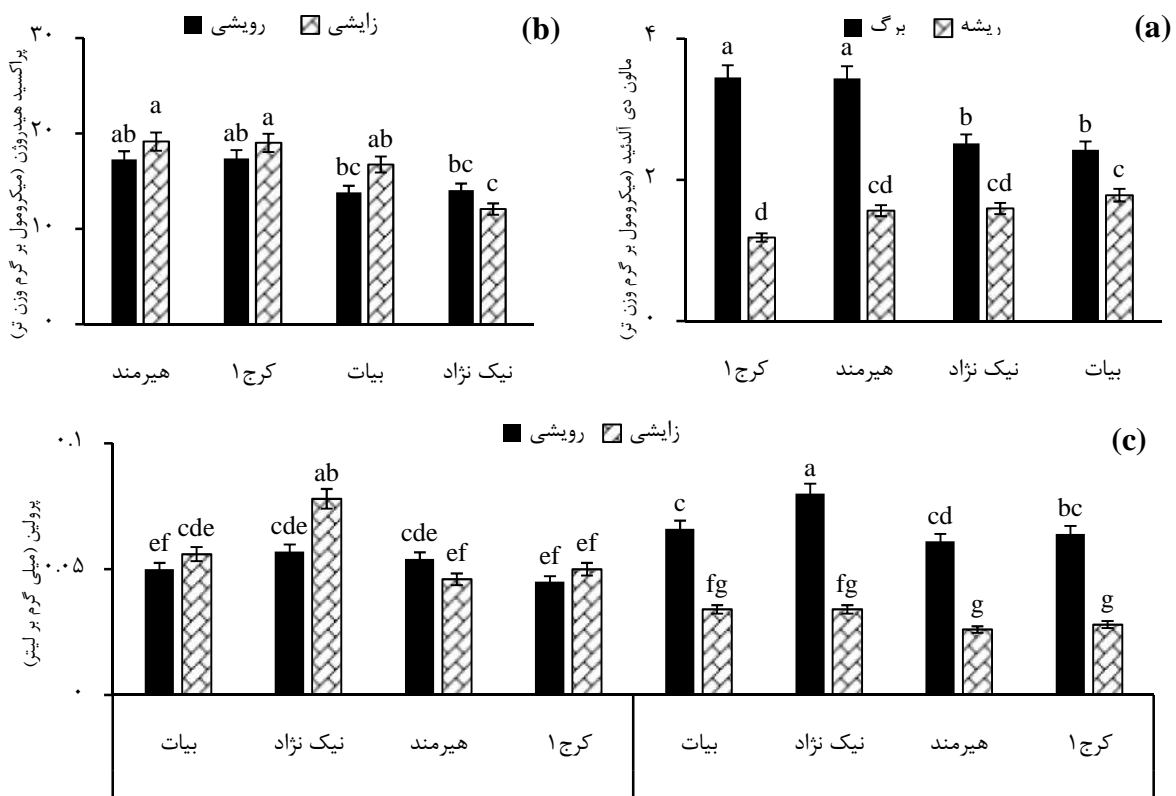 (b)
رویشی زایشی
پراکسید هیدروژن (میکرومول بر گرم وزن تر)
۳۰
۲۰
۱۰
۰
ab a ab a bc ab bc c
هیرمند کرج۱ بیات نیک نژاد
(a)
برگ ریشه
مالون دی آلدئید (میکرومول بر گرم وزن تر)
۴
۲
۰
a d a cd b cd b c
کرج۱ هیرمند نیک نژاد بیات
(c)
رویشی زایشی
پرولین (میلی گرم بر لیتر)
۰.۱
۰.۰۵
۰
ef cde cde ab cde ef ef ef c fg a fg cd g bc g
بیات نیک نژاد هیرمند کرج۱ بیات نیک نژاد هیرمند کرج۱